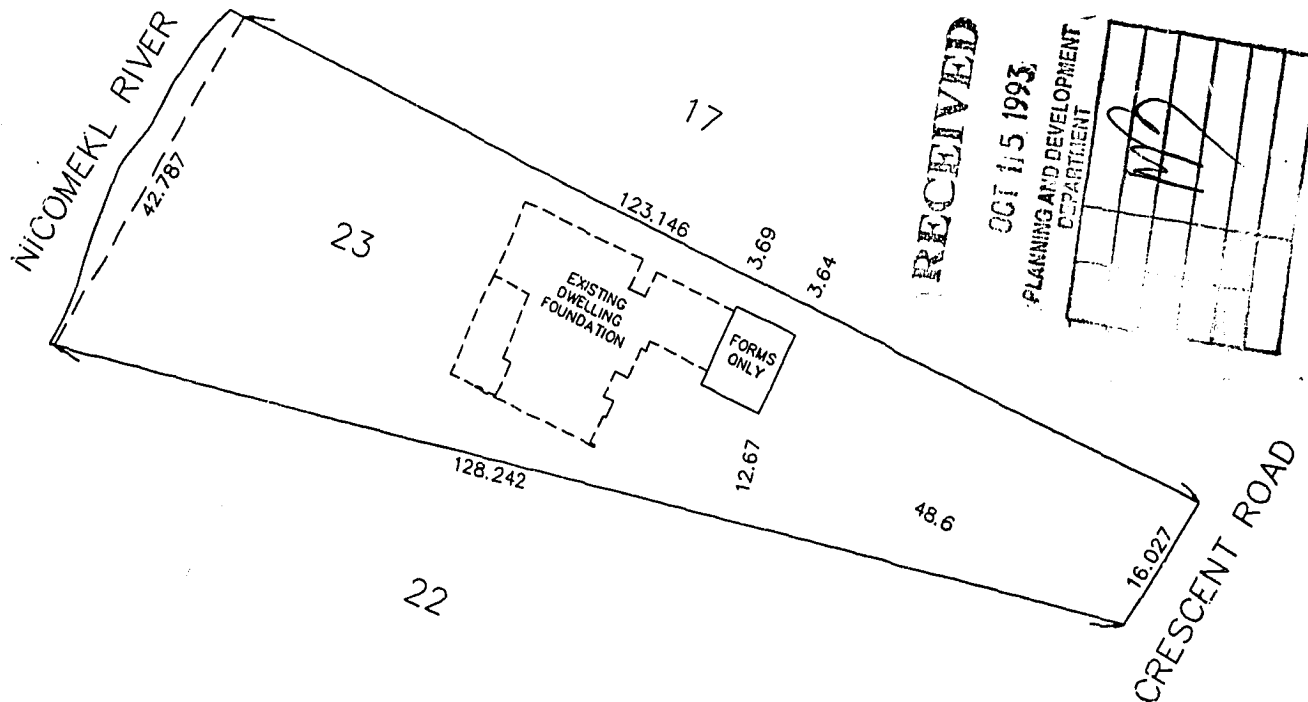 NICOMEKL RIVER
42.787
23
17
123.146
3.69
3.64
EXISTING
DWELLING
FOUNDATION
FORMS
ONLY
128.242
12.67
48.6
16.027
22
CRESCENT ROAD
RECEIVED
OCT 15 1993
PLANNING AND DEVELOPMENT
DEPARTMENT